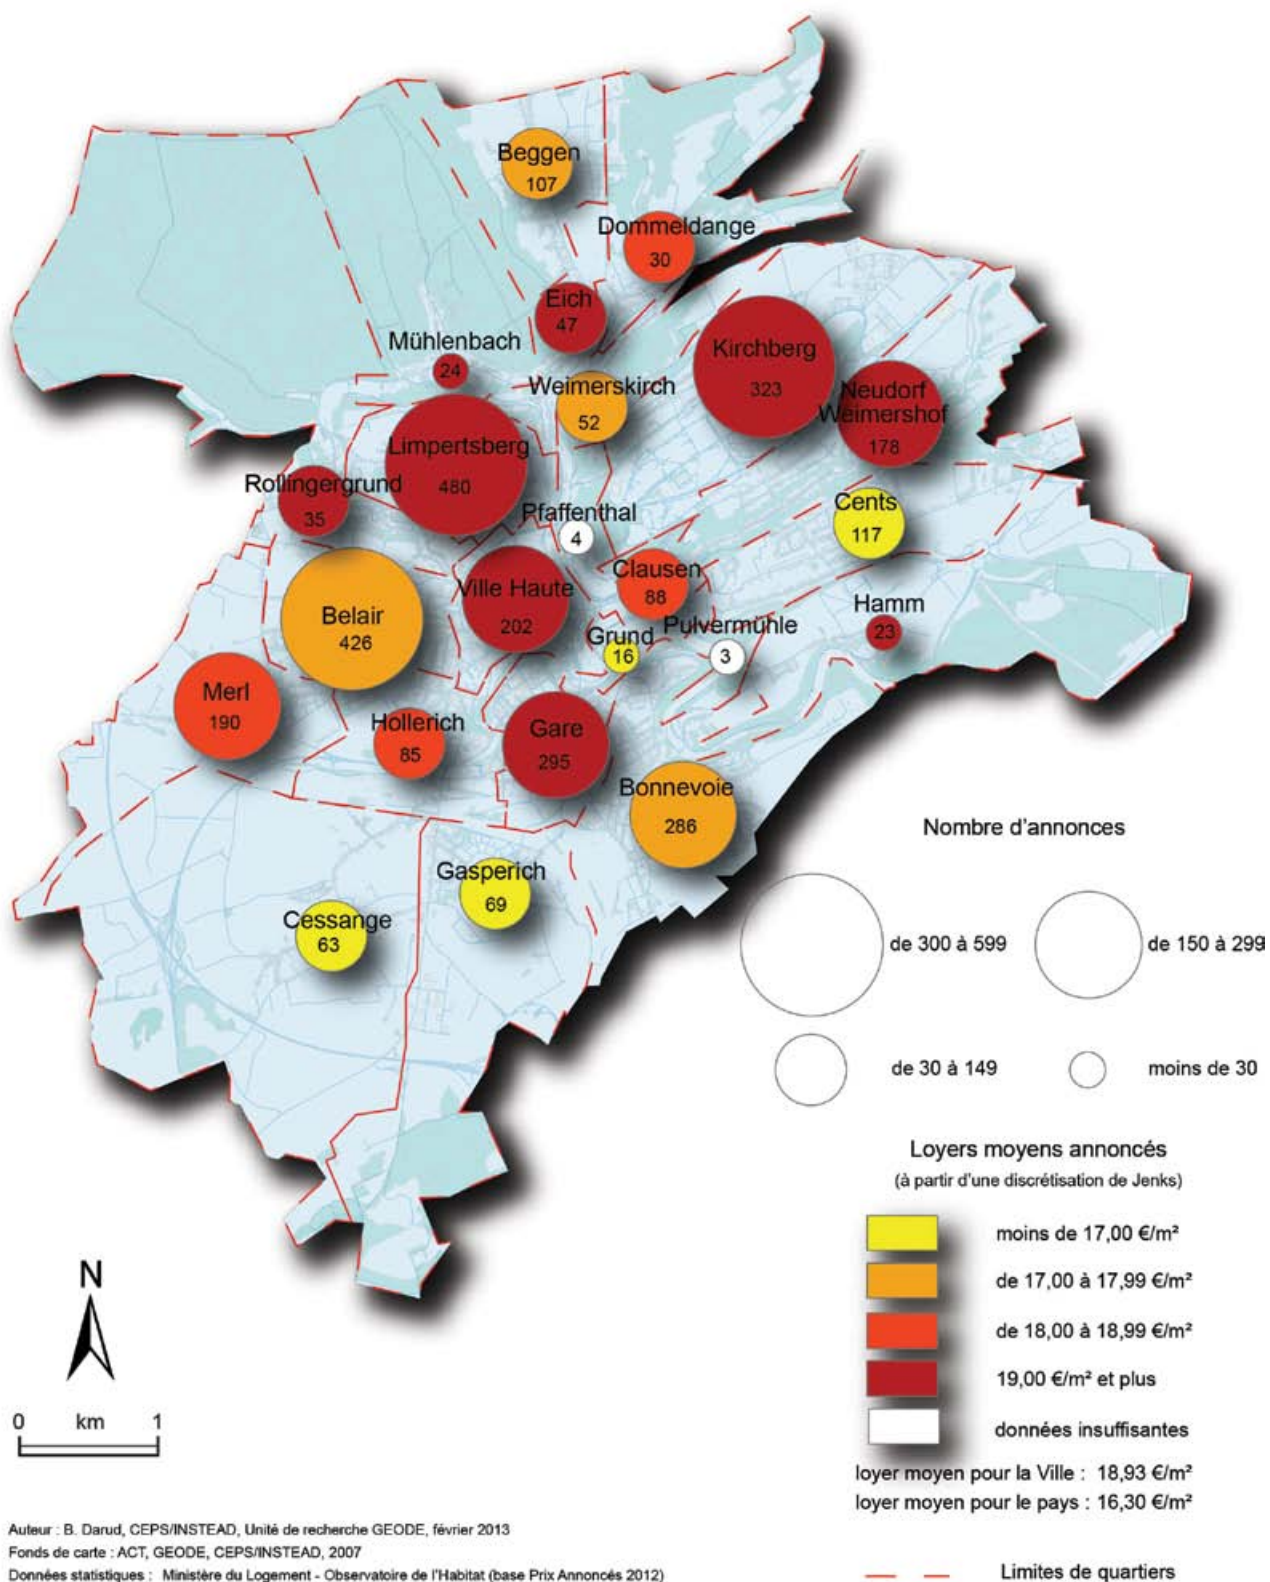 Beggen
107
Dommeldange
30
Eich
47
Mühlenbach
24
Kirchberg
323
Weimerskirch
52
Neudorf
Weimershof
178
Limpertsberg
480
Rollingergrund
35
Pfaffenthal
4
Cents
117
Clausen
88
Ville Haute
202
Hamm
23
Belair
426
Grund
16
Pulvermühle
3
Merl
190
Hollerich
85
Gare
295
Bonnevoie
286
Gasperich
69
Cessange
63
Nombre d'annonces
de 300 à 599
de 150 à 299
de 30 à 149
moins de 30
Loyers moyens annoncés
(à partir d'une discrétisation de Jenks)
moins de 17,00 €/m²
de 17,00 à 17,99 €/m²
de 18,00 à 18,99 €/m²
19,00 €/m² et plus
données insuffisantes
loyer moyen pour la Ville : 18,93 €/m²
loyer moyen pour le pays : 16,30 €/m²
Limites de quartiers
N
0 km 1
Auteur : B. Darud, CEPS/INSTEAD, Unité de recherche GEODE, février 2013
Fonds de carte : ACT, GEODE, CEPS/INSTEAD, 2007
Données statistiques : Ministère du Logement - Observatoire de l'Habitat (base Prix Annoncés 2012)